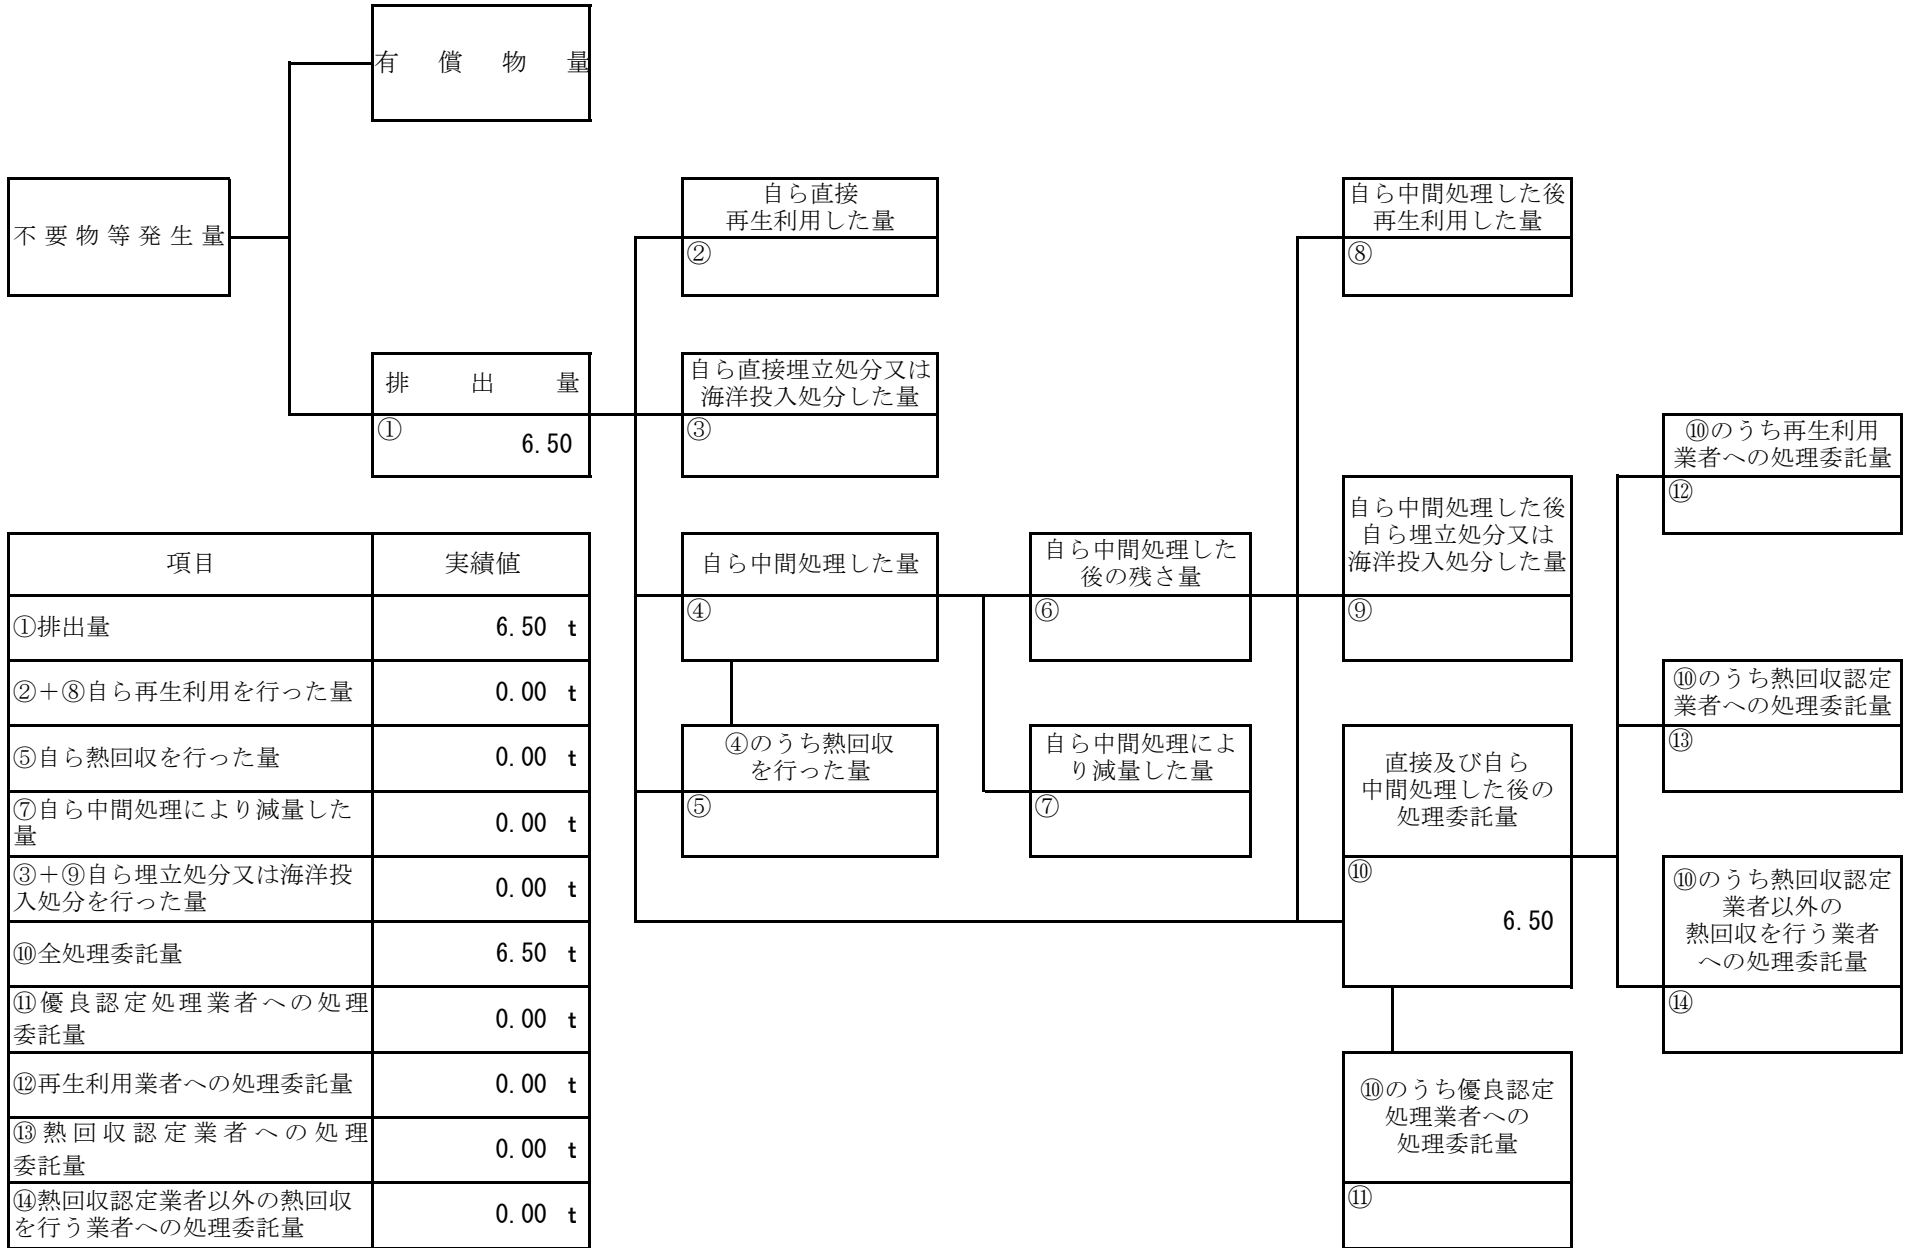 有償物量
不要物等発生量
排出量
①
6.50
自ら直接
再生利用した量
②
自ら直接埋立処分又は
海洋投入処分した量
③
自ら中間処理した量
④
④のうち熱回収
を行った量
⑤
自ら中間処理した
後の残さ量
⑥
自ら中間処理によ
り減量した量
⑦
自ら中間処理した後
再生利用した量
⑧
自ら中間処理した後
自ら埋立処分又は
海洋投入処分した量
⑨
直接及び自ら
中間処理した後の
処理委託量
⑩
6.50
⑩のうち優良認定
処理業者への
処理委託量
⑪
⑩のうち再生利用
業者への処理委託量
⑫
⑩のうち熱回収認定
業者への処理委託量
⑬
⑩のうち熱回収認定
業者以外の
熱回収を行う業者
への処理委託量
⑭
項目 実績値
①排出量 6.50 t
②＋⑧自ら再生利用を行った量 0.00 t
⑤自ら熱回収を行った量 0.00 t
⑦自ら中間処理により減量した
量 0.00 t
③＋⑨自ら埋立処分又は海洋投
入処分を行った量 0.00 t
⑩全処理委託量 6.50 t
⑪優良認定処理業者への処理
委託量 0.00 t
⑫再生利用業者への処理委託量 0.00 t
⑬熱回収認定業者への処理
委託量 0.00 t
⑭熱回収認定業者以外の熱回収
を行う業者への処理委託量 0.00 t